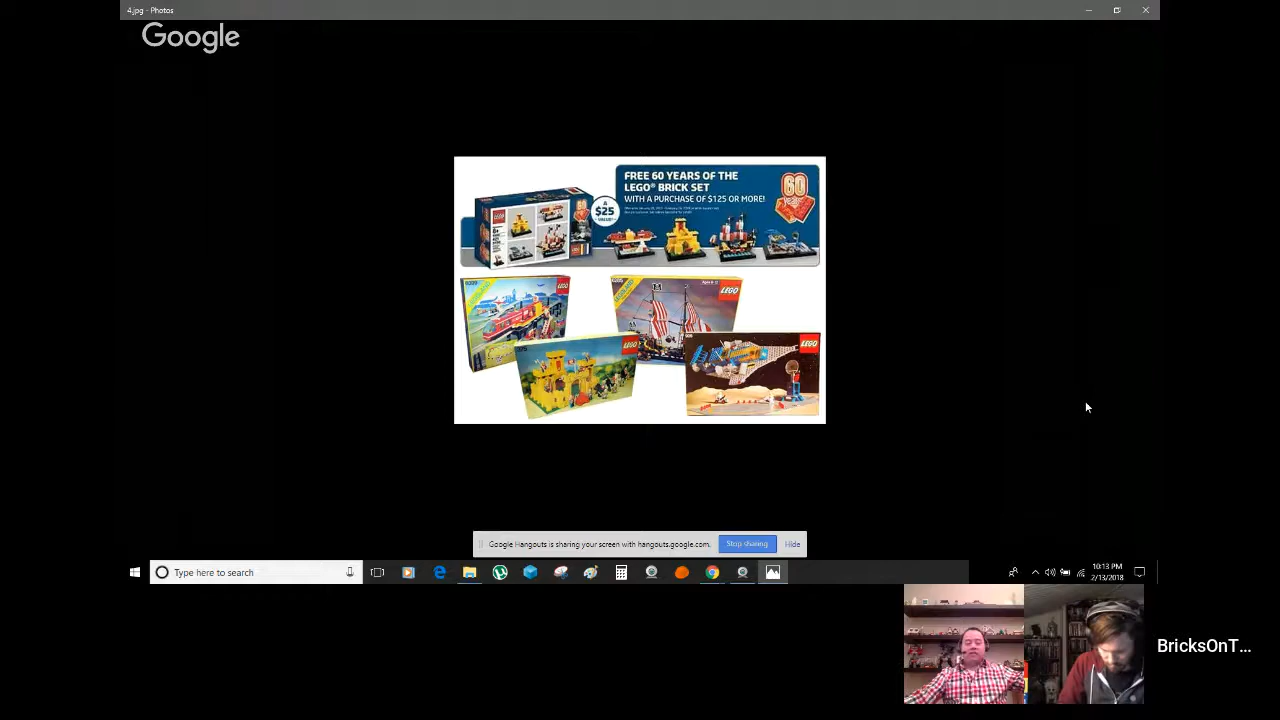 4.jpg - Photos
Google
FREE 60 YEARS OF THE
LEGO® BRICK SET
WITH A PURCHASE OF $125 OR MORE!
A
$25
VALUE!
60
LEGO
LEGO
LEGO
LEGO
LEGO
Google Hangouts is sharing your screen with hangouts.google.com.
Stop sharing
Hide
Type here to search
10:13 PM
2/13/2018
BricksOnT...